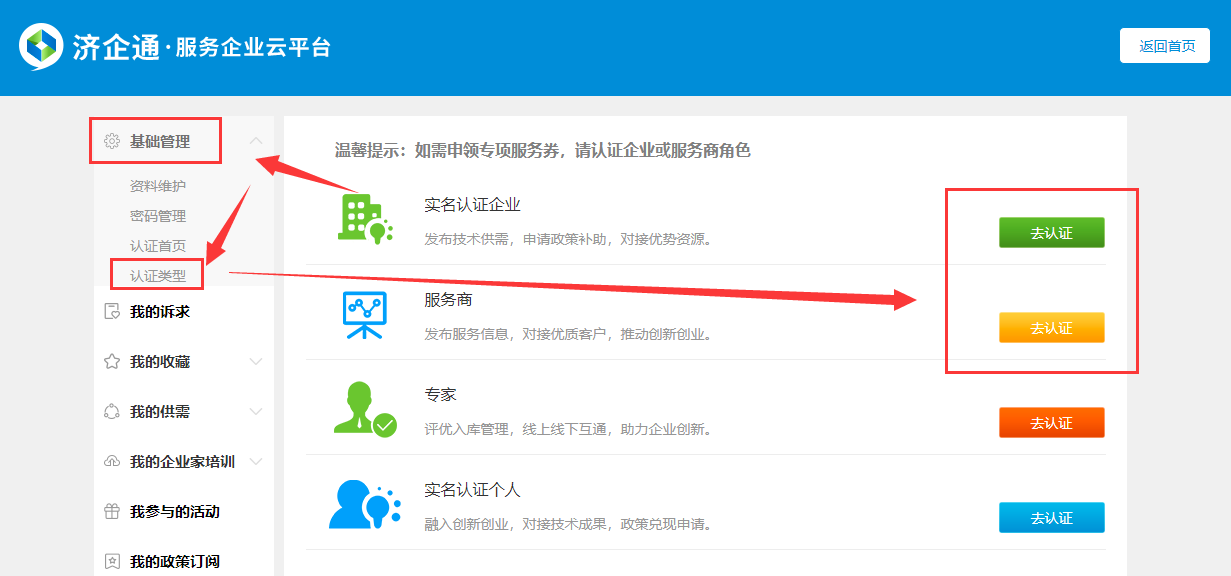 济企通·服务企业云平台
返回首页
基础管理
资料维护
密码管理
认证首页
认证类型
我的诉求
我的收藏
我的供需
我的企业家培训
我参与的活动
我的政策订阅
温馨提示：如需申领专项服务券，请认证企业或服务商角色
实名认证企业
发布技术供需，申请政策补助，对接优势资源。
去认证
服务商
发布服务信息，对接优质客户，推动创新创业。
去认证
专家
评优入库管理，线上线下互通，助力企业创新。
去认证
实名认证个人
融入创新创业，对接技术成果，政策兑现申请。
去认证